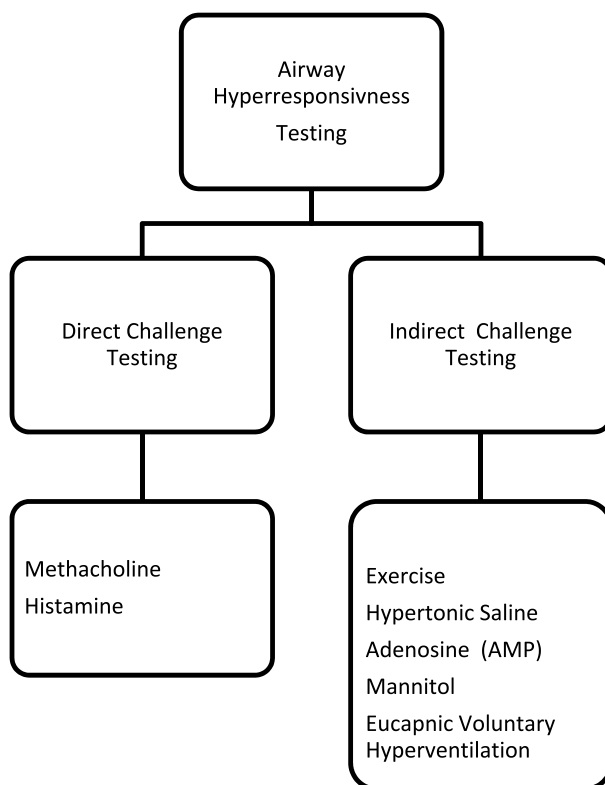 Airway
Hyperresponsivness
Testing
Direct Challenge
Testing
Indirect Challenge
Testing
Methacholine
Histamine
Exercise
Hypertonic Saline
Adenosine (AMP)
Mannitol
Eucapnic Voluntary
Hyperventilation